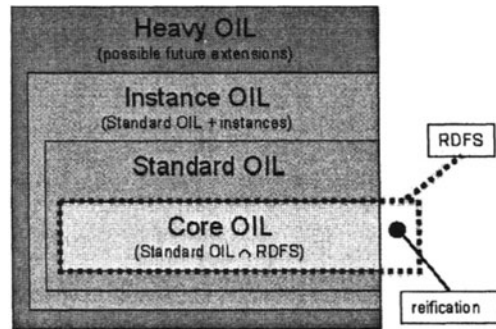 Heavy OIL
(possible future extensions)
Instance OIL
(Standard OIL + instances)
Standard OIL
RDFS
Core OIL
(Standard OIL ∩ RDFS)
reification